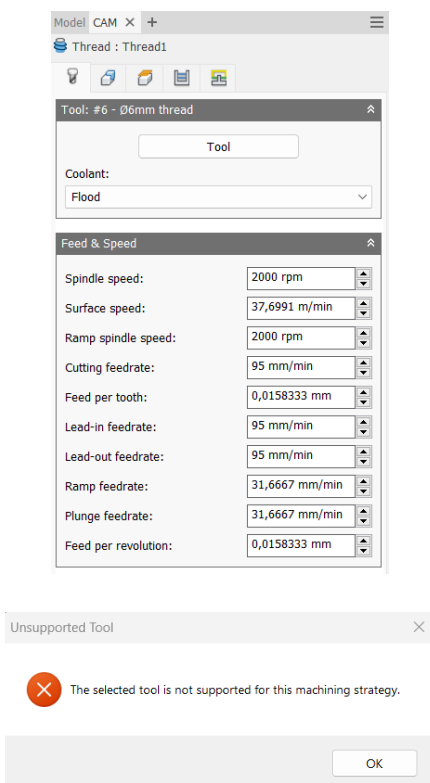 Model CAM × +
Thread : Thread1
Tool: #6 - Ø6mm thread
Tool
Coolant:
Flood
Feed & Speed
Spindle speed: 2000 rpm
Surface speed: 37,6991 m/min
Ramp spindle speed: 2000 rpm
Cutting feedrate: 95 mm/min
Feed per tooth: 0,0158333 mm
Lead-in feedrate: 95 mm/min
Lead-out feedrate: 95 mm/min
Ramp feedrate: 31,6667 mm/min
Plunge feedrate: 31,6667 mm/min
Feed per revolution: 0,0158333 mm
Unsupported Tool
The selected tool is not supported for this machining strategy.
OK